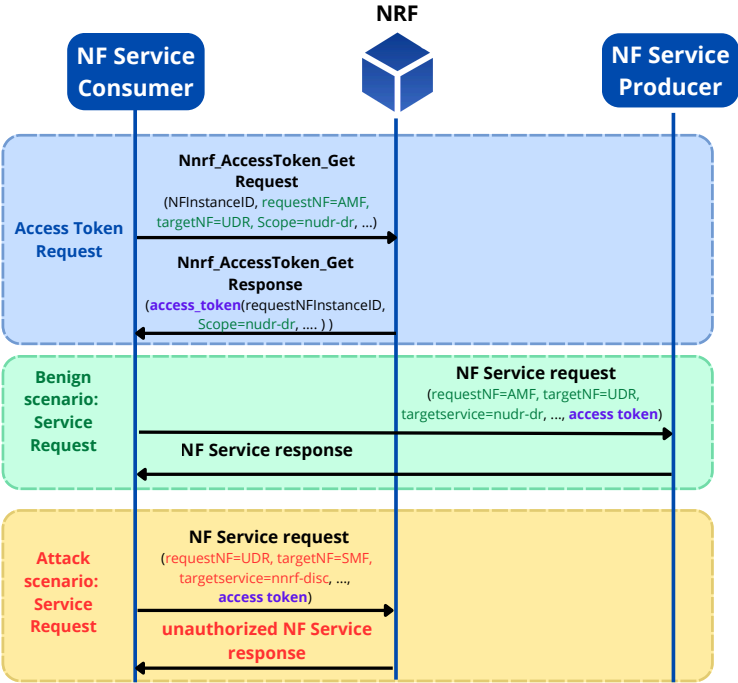 NRF
NF Service
Consumer
NF Service
Producer
Access Token
Request
Nnrf_AccessToken_Get
Request
(NFInstanceID, requestNF=AMF,
targetNF=UDR, Scope=nudr-dr, ...)
Nnrf_AccessToken_Get
Response
(access_token(requestNFInstanceID,
Scope=nudr-dr, .... ) )
Benign
scenario:
Service
Request
NF Service request
(requestNF=AMF, targetNF=UDR,
targetservice=nudr-dr, ..., access token)
NF Service response
Attack
scenario:
Service
Request
NF Service request
(requestNF=UDR, targetNF=SMF,
targetservice=nnrf-disc, ...,
access token)
unauthorized NF Service
response